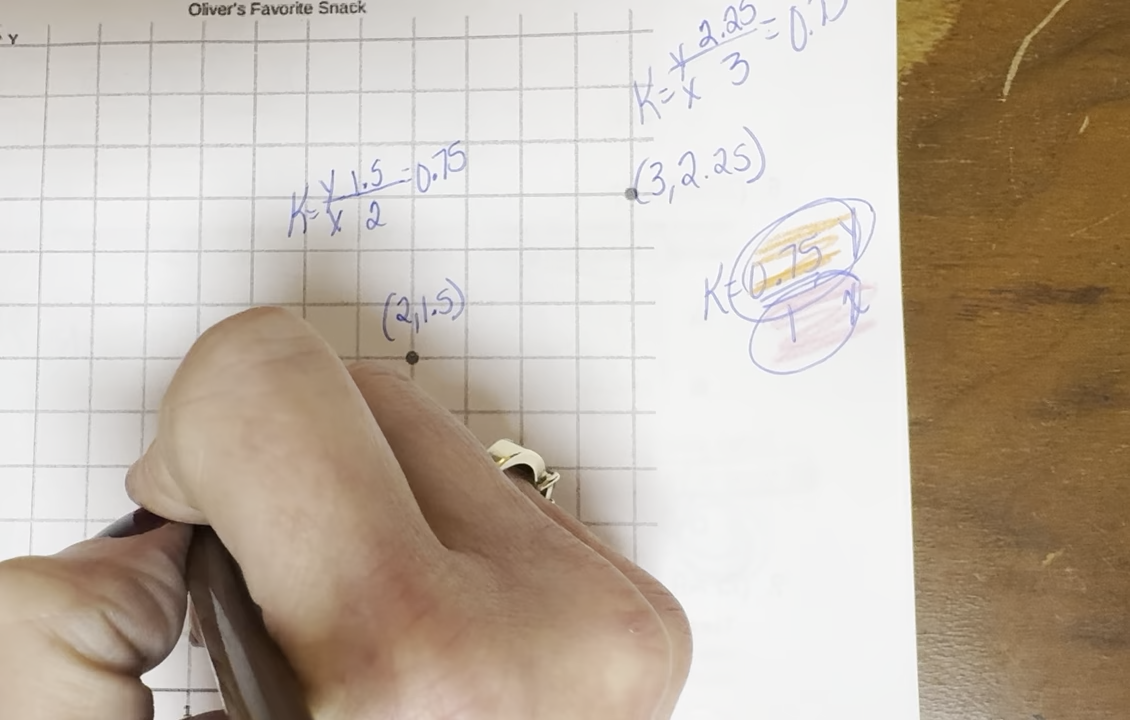 Oliver's Favorite Snack
Y
K= y/x 2.25/3 = 0.7
(3,2.25)
K= y/x 1.5/2 = 0.75
K= 0.75/1 y/x
(2,1.5)